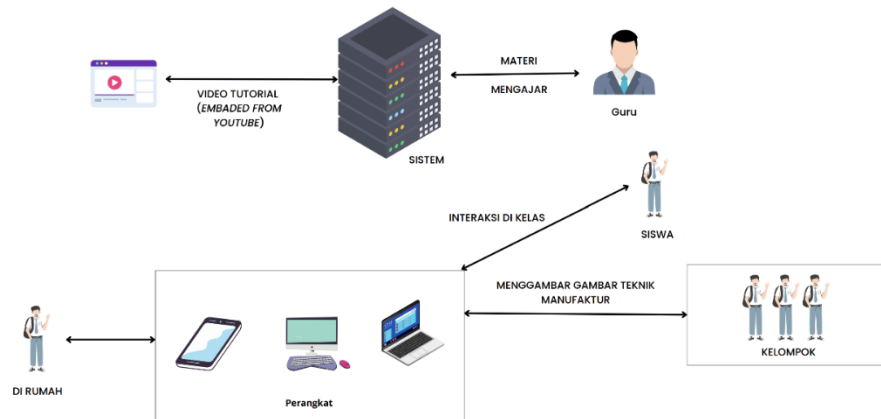 VIDEO TUTORIAL
(EMBADED FROM
YOUTUBE)
SISTEM
MATERI
MENGAJAR
Guru
INTERAKSI DI KELAS
SISWA
MENGGAMBAR GAMBAR TEKNIK
MANUFAKTUR
KELOMPOK
DI RUMAH
Perangkat